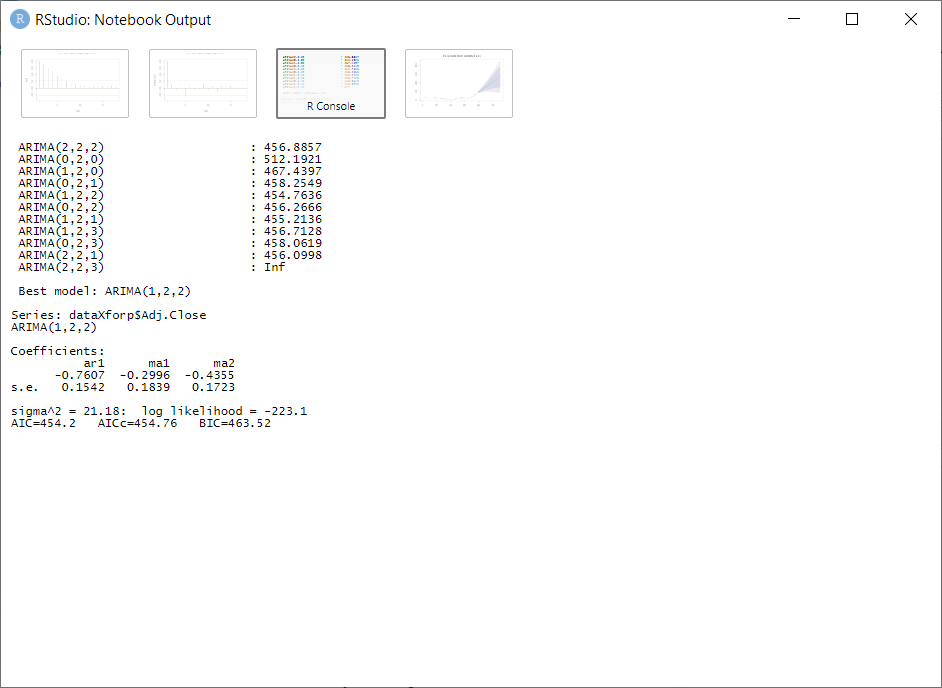 R RStudio: Notebook Output
R Console
ARIMA(2,2,2) : 456.8857
ARIMA(0,2,0) : 512.1921
ARIMA(1,2,0) : 467.4397
ARIMA(0,2,1) : 458.2549
ARIMA(1,2,2) : 454.7636
ARIMA(0,2,2) : 456.2666
ARIMA(1,2,1) : 455.2136
ARIMA(1,2,3) : 456.7128
ARIMA(0,2,3) : 458.0619
ARIMA(2,2,1) : 456.0998
ARIMA(2,2,3) : Inf
Best model: ARIMA(1,2,2)
Series: dataXforp$Adj.Close
ARIMA(1,2,2)
Coefficients:
ar1 ma1 ma2
-0.7607 -0.2996 -0.4355
s.e. 0.1542 0.1839 0.1723
sigma^2 = 21.18: log likelihood = -223.1
AIC=454.2 AICc=454.76 BIC=463.52